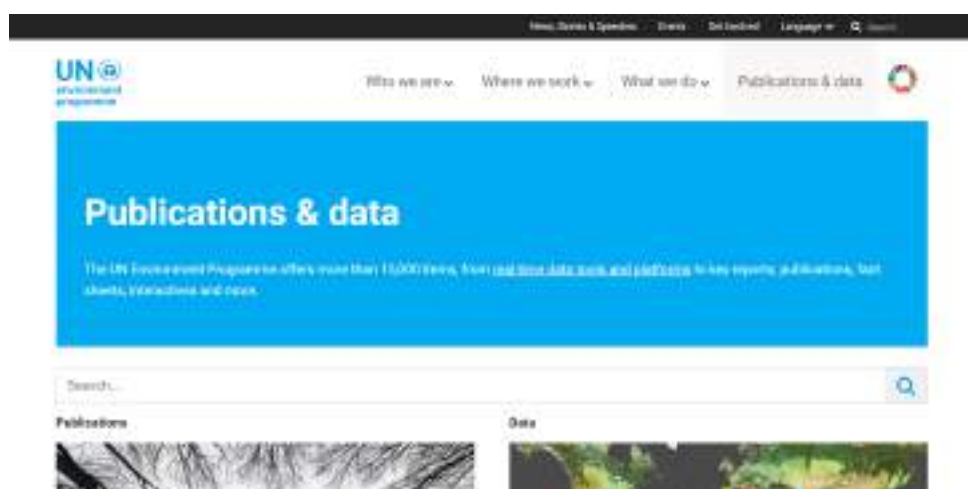 News, Stories & Speeches Events Get Involved Language Search
UN
environment
programme
Who we are Where we work What we do Publications & data
Publications & data
The UN Environment Programme offers more than 15,000 items, from real time data tools and platforms to key reports, publications, fact
sheets, interactives and more.
Search...
Publications Data